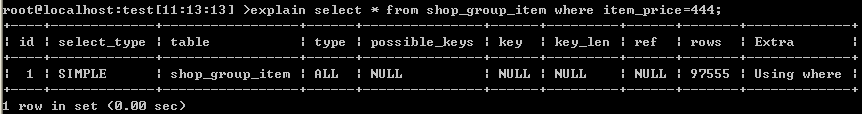 root@localhost:test[11:13:13] >explain select * from shop_group_item where item_price=444;
+----+-------------+-----------------+------+---------------+------+---------+------+-------+-------------+
| id | select_type | table           | type | possible_keys | key  | key_len | ref  | rows  | Extra       |
+----+-------------+-----------------+------+---------------+------+---------+------+-------+-------------+
|  1 | SIMPLE      | shop_group_item | ALL  | NULL          | NULL | NULL    | NULL | 97555 | Using where |
+----+-------------+-----------------+------+---------------+------+---------+------+-------+-------------+
1 row in set (0.00 sec)